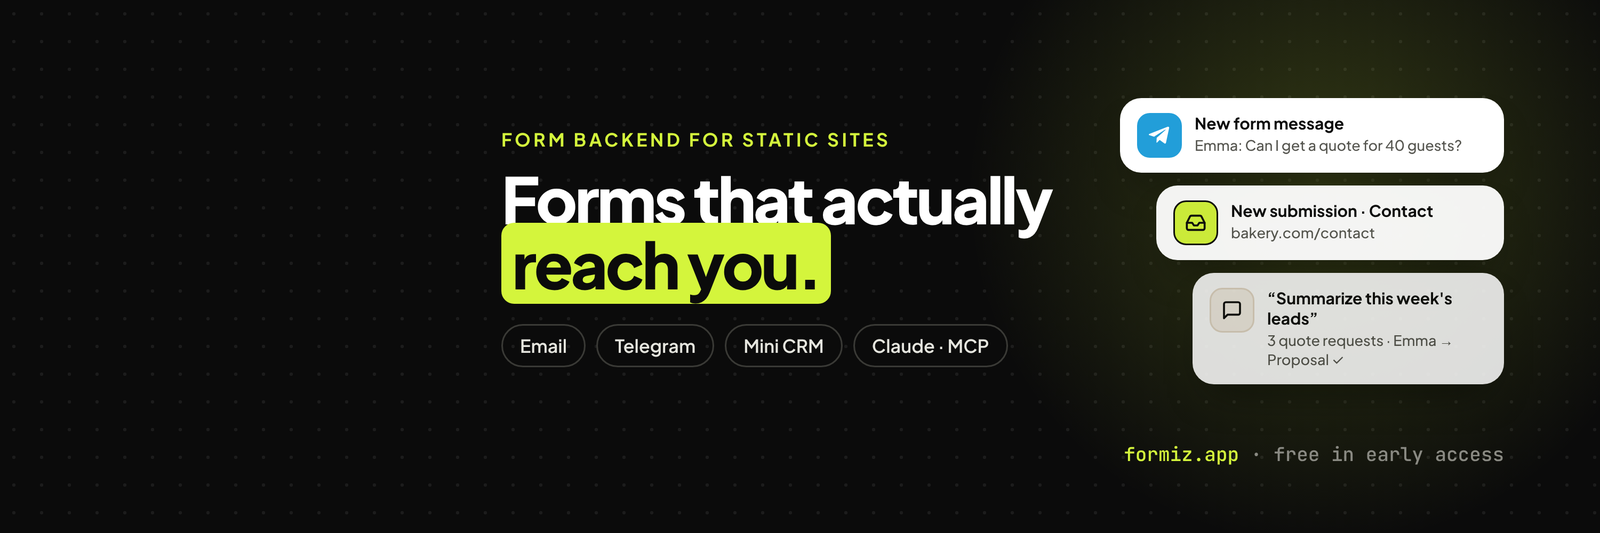 FORM BACKEND FOR STATIC SITES
Forms that actually
reach you.
Email
Telegram
Mini CRM
Claude · MCP
New form message
Emma: Can I get a quote for 40 guests?
New submission · Contact
bakery.com/contact
“Summarize this week's
leads”
3 quote requests · Emma →
Proposal ✓
formiz.app · free in early access